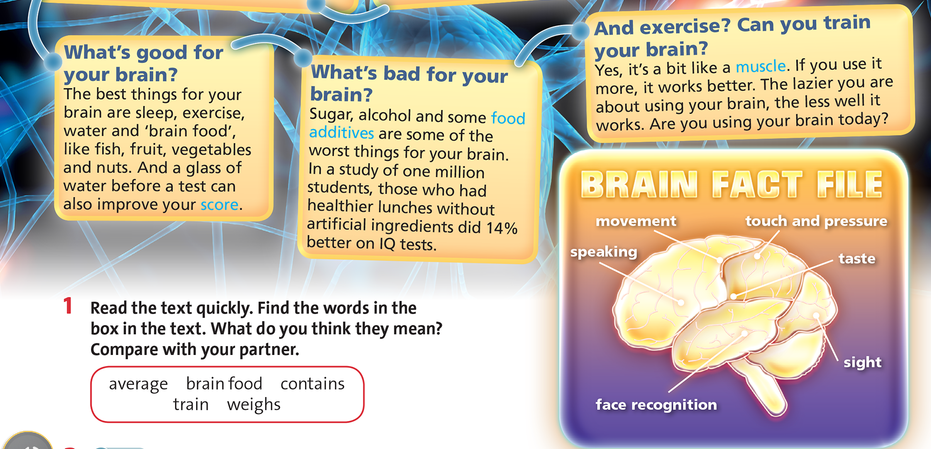 What's good for
your brain?
The best things for your
brain are sleep, exercise,
water and ‘brain food’,
like fish, fruit, vegetables
and nuts. And a glass of
water before a test can
also improve your score.
What's bad for your
brain?
Sugar, alcohol and some food
additives are some of the
worst things for your brain.
In a study of one million
students, those who had
healthier lunches without
artificial ingredients did 14%
better on IQ tests.
And exercise? Can you train
your brain?
Yes, it's a bit like a muscle. If you use it
more, it works better. The lazier you are
about using your brain, the less well it
works. Are you using your brain today?
BRAIN FACT FILE
movement
touch and pressure
speaking
taste
sight
face recognition
1 Read the text quickly. Find the words in the
box in the text. What do you think they mean?
Compare with your partner.
average brain food contains
train weighs